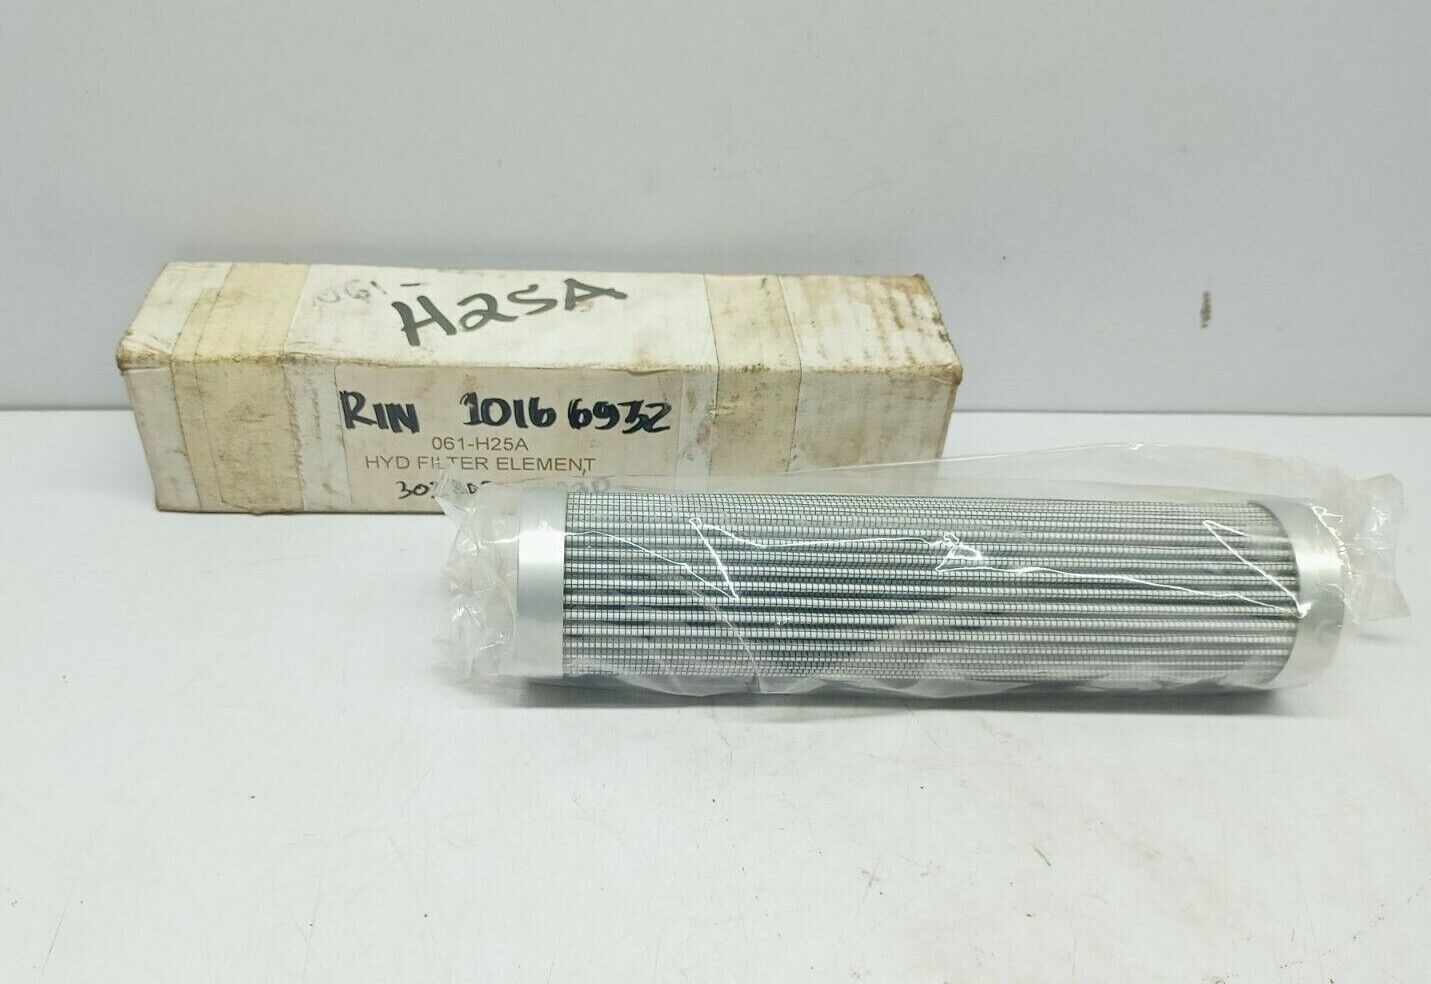 061-
H25A
RIN 10166932
061-H25A
HYD FILTER ELEMENT